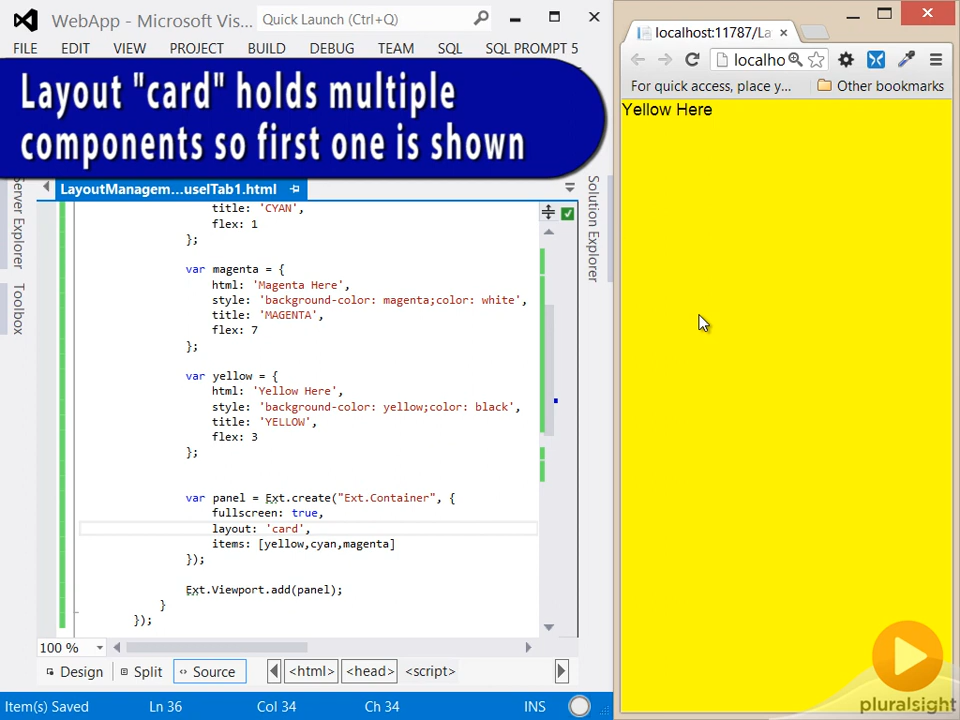 WebApp - Microsoft Vis...
Quick Launch (Ctrl+Q)
FILE EDIT VIEW PROJECT BUILD DEBUG TEAM SQL SQL PROMPT 5
Layout "card" holds multiple
components so first one is shown
LayoutManagem...uselTab1.html
Server Explorer
Toolbox
title: 'CYAN',
flex: 1
};
var magenta = {
html: 'Magenta Here',
style: 'background-color: magenta;color: white',
title: 'MAGENTA',
flex: 7
};
var yellow = {
html: 'Yellow Here',
style: 'background-color: yellow;color: black',
title: 'YELLOW',
flex: 3
};
var panel = Ext.create("Ext.Container", {
fullscreen: true,
layout: 'card',
items: [yellow,cyan,magenta]
});
Ext.Viewport.add(panel);
}
});
Solution Explorer
100 %
Design Split Source <html> <head> <script>
Item(s) Saved Ln 36 Col 34 Ch 34 INS
localhost:11787/La
localho
For quick access, place y... Other bookmarks
Yellow Here
pluralsight